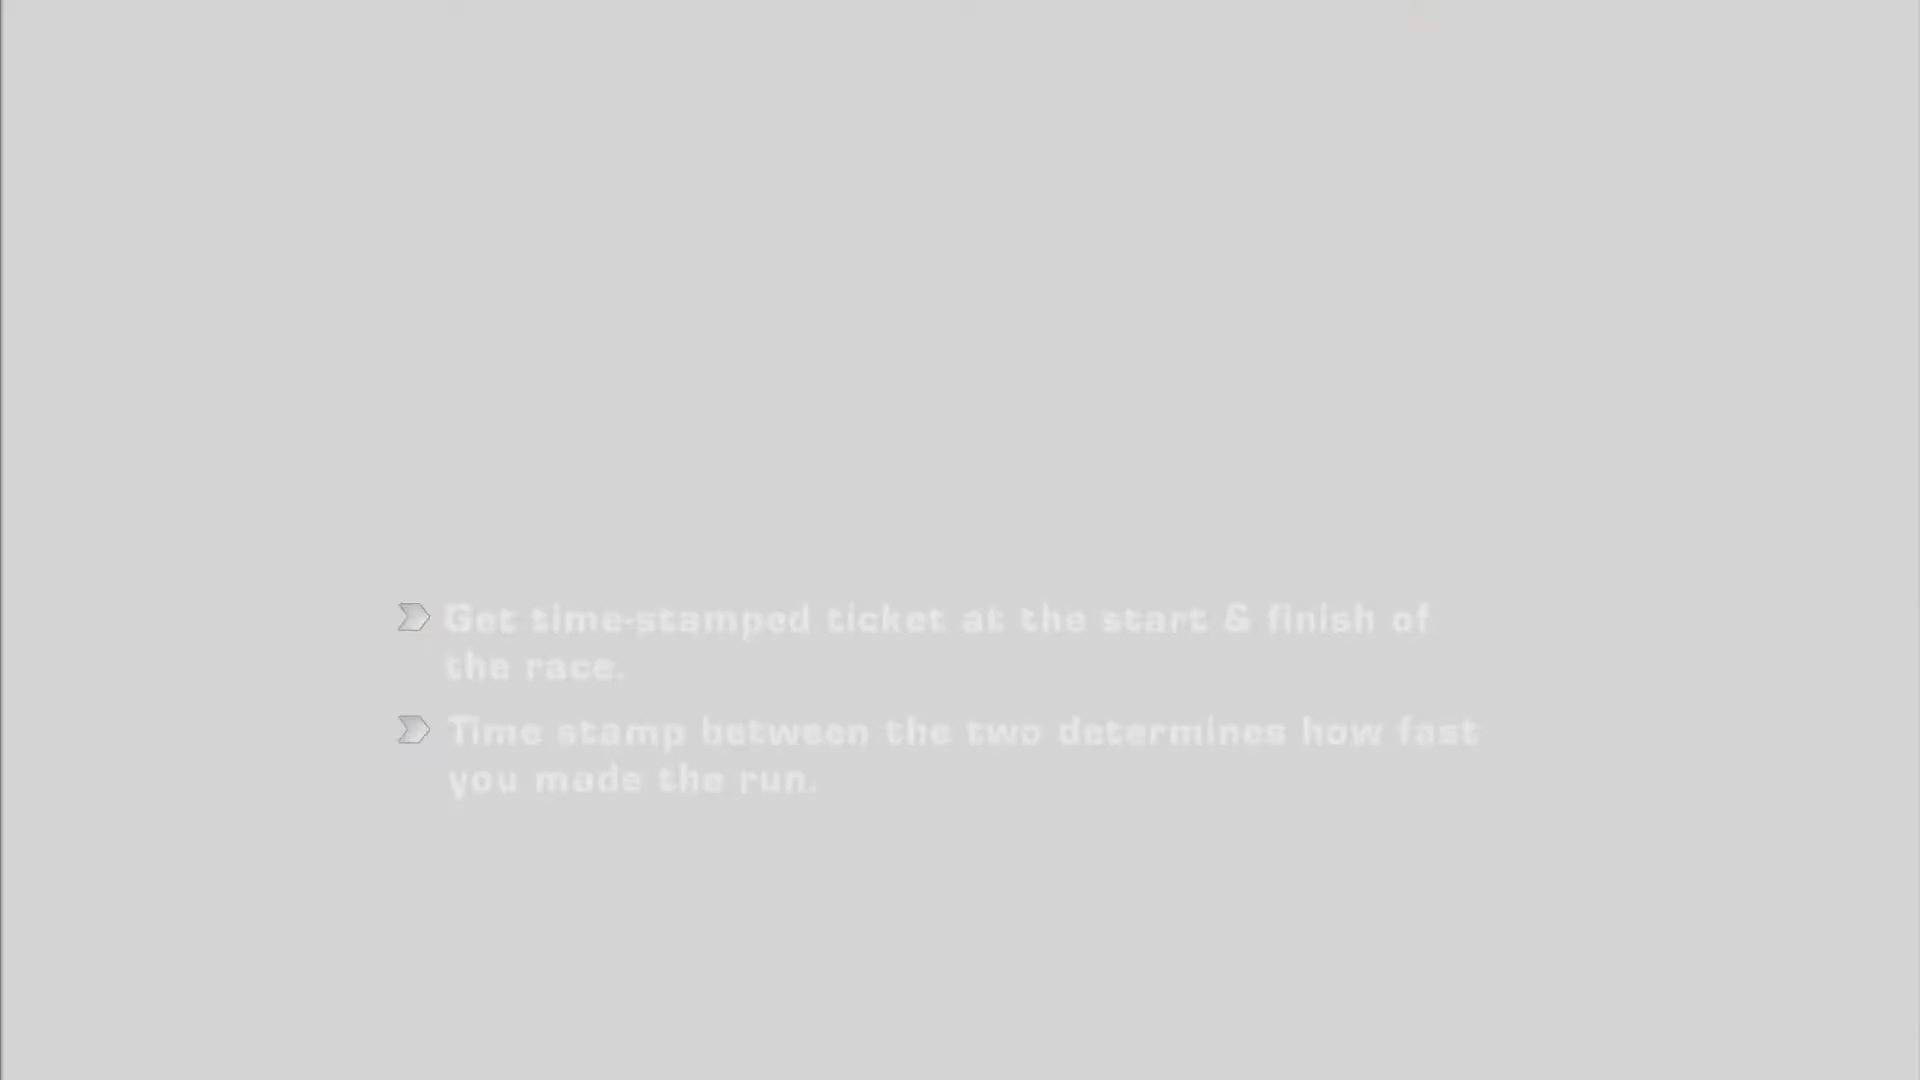 Get time-stamped ticket at the start & finish of
the race.
Time stamp between the two determines how fast
you made the run.